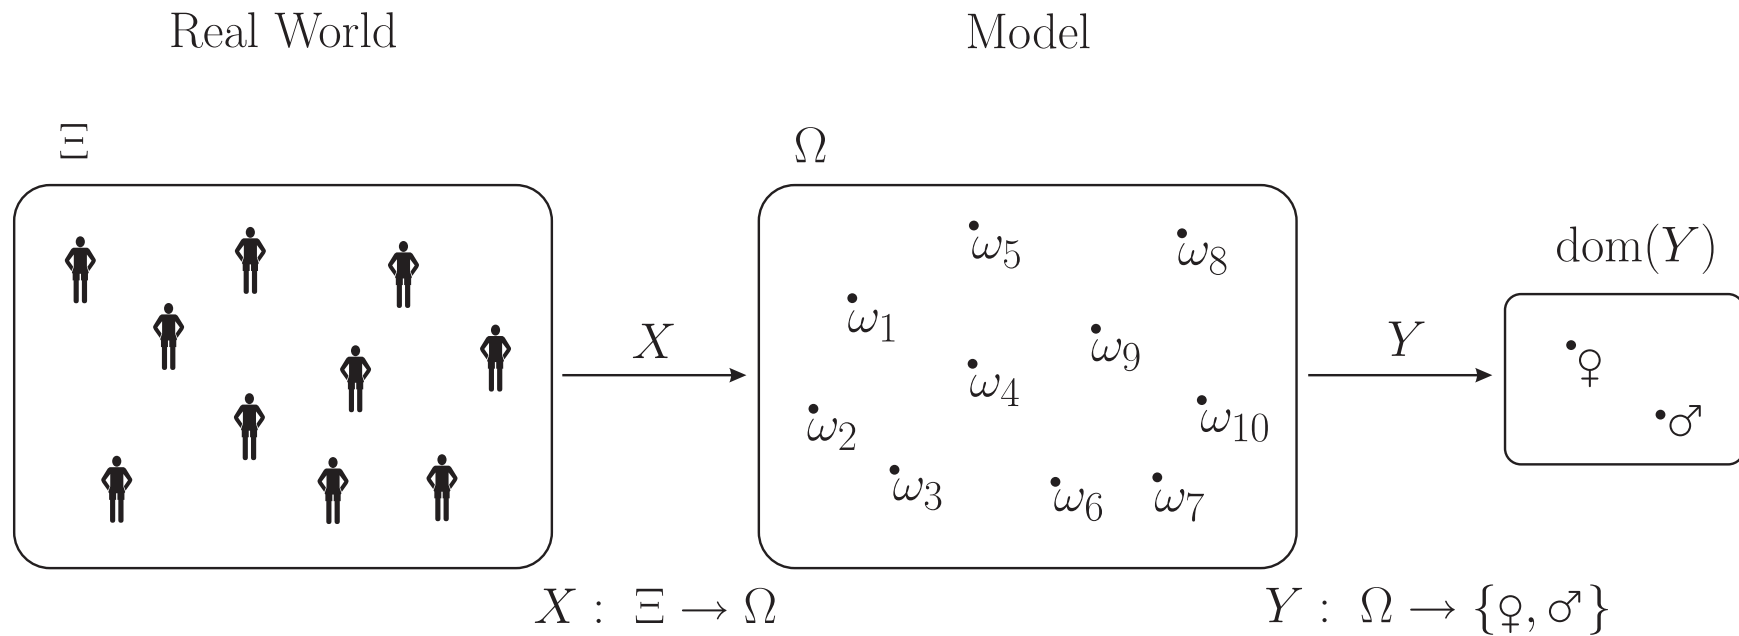 Real World
Model
Ξ
Ω
ω₅
ω₈
dom(Y)
ω₁
X
ω₉
Y
♀
ω₄
ω₂
ω₁₀
♂
ω₃
ω₆
ω₇
X : Ξ → Ω
Y : Ω → {♀, ♂}